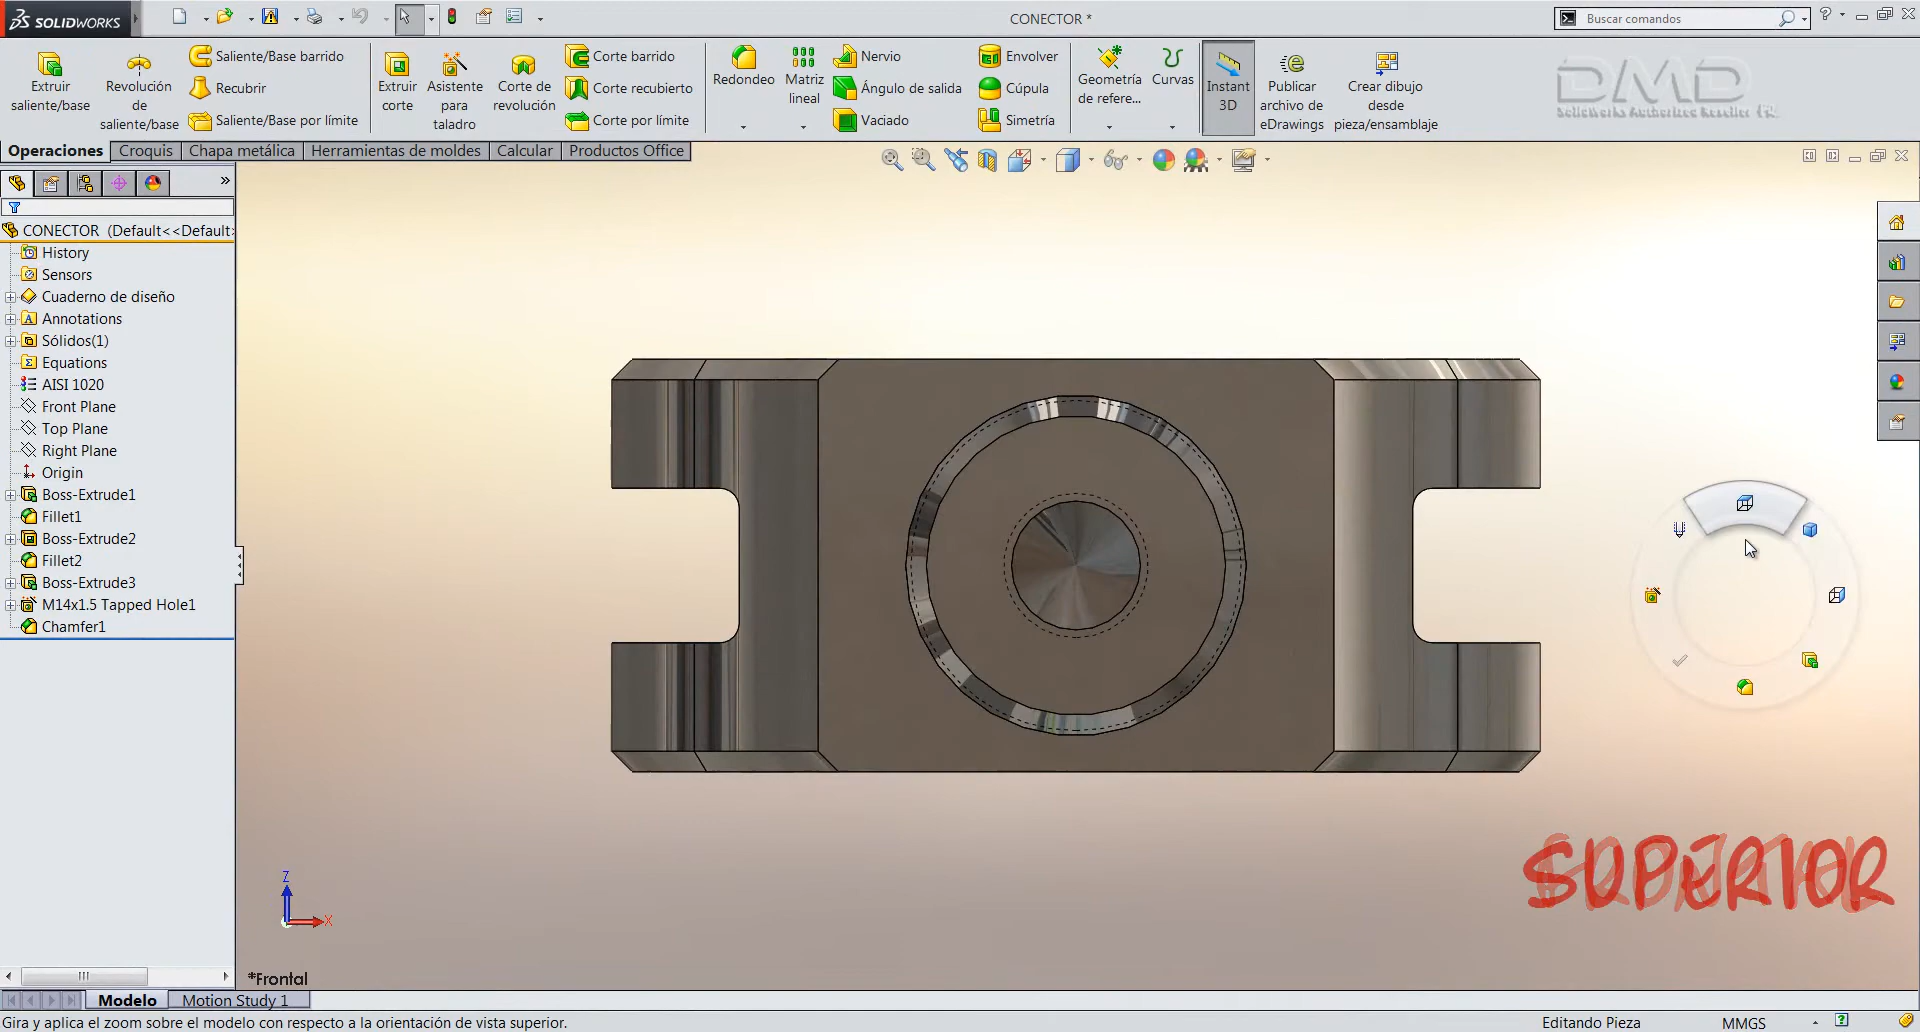 SOLIDWORKS
CONECTOR *
Buscar comandos
Extruir saliente/base
Revolución de saliente/base
Saliente/Base barrido
Recubrir
Saliente/Base por límite
Extruir corte
Asistente para taladro
Corte de revolución
Corte barrido
Corte recubierto
Corte por límite
Redondeo
Matriz lineal
Nervio
Ángulo de salida
Vaciado
Envolver
Cúpula
Simetría
Geometría de refere...
Curvas
Instant 3D
Publicar archivo de eDrawings
Crear dibujo desde pieza/ensamblaje
DMD
SolidWorks Authorized Reseller
Operaciones
Croquis
Chapa metálica
Herramientas de moldes
Calcular
Productos Office
CONECTOR (Default<<Default>
History
Sensors
Cuaderno de diseño
Annotations
Sólidos(1)
Equations
AISI 1020
Front Plane
Top Plane
Right Plane
Origin
Boss-Extrude1
Fillet1
Boss-Extrude2
Fillet2
Boss-Extrude3
M14x1.5 Tapped Hole1
Chamfer1
SUPERIOR
Z
X
*Frontal
Modelo
Motion Study 1
Gira y aplica el zoom sobre el modelo con respecto a la orientación de vista superior.
Editando Pieza
MMGS